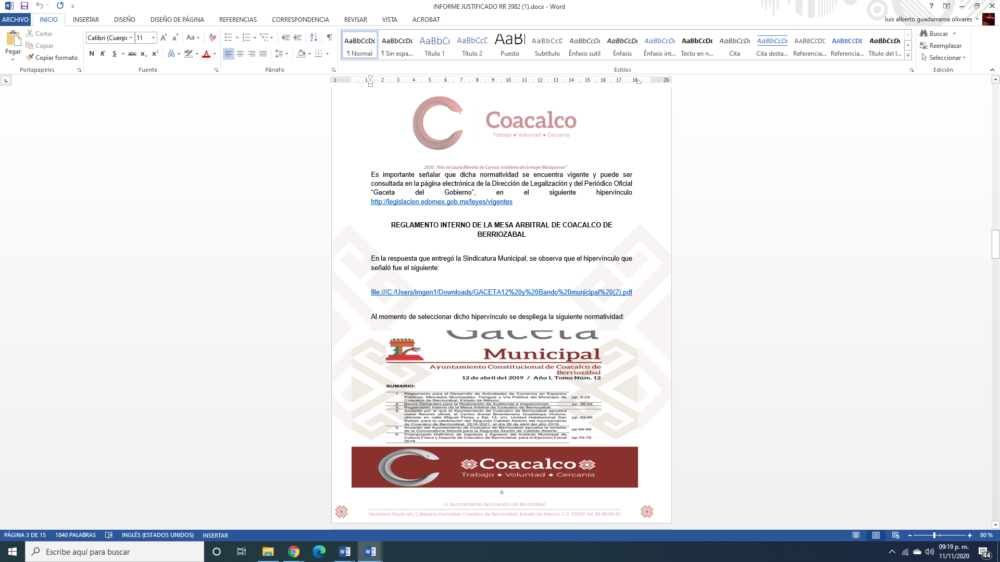 INFORME JUSTIFICADO RR 3982 (1).docx - Word
ARCHIVO INICIO INSERTAR DISEÑO DISEÑO DE PÁGINA REFERENCIAS CORRESPONDENCIA REVISAR VISTA ACROBAT
luis alberto guadarrama olivares
Pegar
Cortar
Copiar
Copiar formato
Portapapeles
Calibri (Cuerpo 11
N K S abc x₂ x²
Fuente
Párrafo
AaBbCcDc AaBbCcDc AaBbCc AaBbCcD AaBl AaBbCcD AaBbCcDc AaBbCcDc AaBbCcDc AaBbCcDc AaBbCcDc AaBbCcDc AABBCCDD AABBCCDD AaBbCcDc
¶ Normal ¶ Sin espa... Título 1 Título 2 Puesto Subtítulo Énfasis sutil Énfasis Énfasis int... Texto en n... Cita Cita desta... Referencia... Referencia... Título del l...
Estilos
Buscar
Reemplazar
Seleccionar
Edición
1 1 2 3 4 5 6 7 8 9 10 11 12 13 14 15 16 17 18 20
Coacalco
Trabajo ◆ Voluntad ◆ Cercanía
2020. "Año de Laura Méndez de Cuenca; emblema de la mujer Mexiquense"
Es importante señalar que dicha normatividad se encuentra vigente y puede ser
consultada en la página electrónica de la Dirección de Legalización y del Periódico Oficial
“Gaceta del Gobierno”, en el siguiente hipervínculo
http://legislacion.edomex.gob.mx/leyes/vigentes
REGLAMENTO INTERNO DE LA MESA ARBITRAL DE COACALCO DE
BERRIOZÁBAL
En la respuesta que entregó la Sindicatura Municipal, se observa que el hipervínculo que
señaló fue el siguiente:
file:///C:/Users/imgen1/Downloads/GACETA12%20y%20Bando%20municipal%20(2).pdf
Al momento de seleccionar dicho hipervínculo se despliega la siguiente normatividad:
Gaceta
Municipal
Ayuntamiento Constitucional de Coacalco de
Berriozábal
12 de abril del 2019 / Año I, Tomo Núm. 12
SUMARIO:
1. Reglamento para el Desarrollo de Actividades de Comercio en Espacios
Públicos, Mercados Municipales, Tianguis y Vía Pública del Municipio de pp. 3-29
Coacalco de Berriozábal, Estado de México.
2. Bases Generales para la Realización de Auditorías e Inspecciones. pp. 30-42
3. Reglamento Interno de la Mesa Arbitral de Coacalco de Berriozábal.
4. Acuerdo por el que el Ayuntamiento de Coacalco de Berriozábal aprueba
como Recinto oficial, el Centro Social Bicentenario Guadalupe Victoria,
ubicado en calle Miguel Flores y Eje 13, s/n, Unidad Habitacional San pp. 43-65
Rafael, para la celebración del Segundo Cabildo Abierto del Ayuntamiento
de Coacalco de Berriozábal, 2019-2021, el día 26 de abril del año 2019.
5. Acuerdo del Ayuntamiento de Coacalco de Berriozábal aprueba la emisión pp.66-69
de la Convocatoria Abierta para la Segunda Sesión de Cabildo Abierto.
6. Presupuesto Definitivo de Ingresos y Egresos del Instituto Municipal de
Cultura Física y Deporte de Coacalco de Berriozábal, para el Ejercicio Fiscal pp.70-79
2019.
Coacalco
Trabajo ◆ Voluntad ◆ Cercanía
6
H. Ayuntamiento de Coacalco de Berriozábal
Severiano Reyes s/n, Cabecera Municipal, Coacalco de Berriozábal, Estado de México, C.P. 55700 Tel: 58 98 99 93
PÁGINA 3 DE 15 1840 PALABRAS INGLÉS (ESTADOS UNIDOS) INSERTAR 80 %
Escribe aquí para buscar
09:19 p. m.
11/11/2020
44